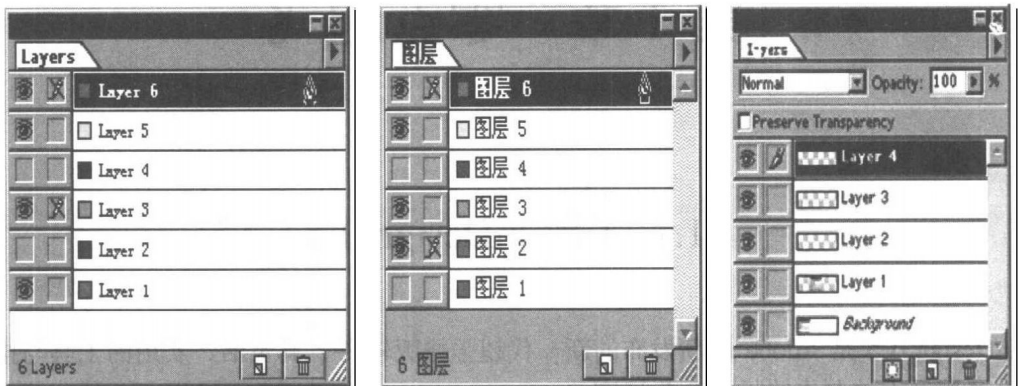 Layers
Layer 6
Layer 5
Layer 4
Layer 3
Layer 2
Layer 1
6 Layers
图层
图层 6
图层 5
图层 4
图层 3
图层 2
图层 1
6 图层
I-yers
Normal Opacity: 100 %
Preserve Transparency
Layer 4
Layer 3
Layer 2
Layer 1
Background